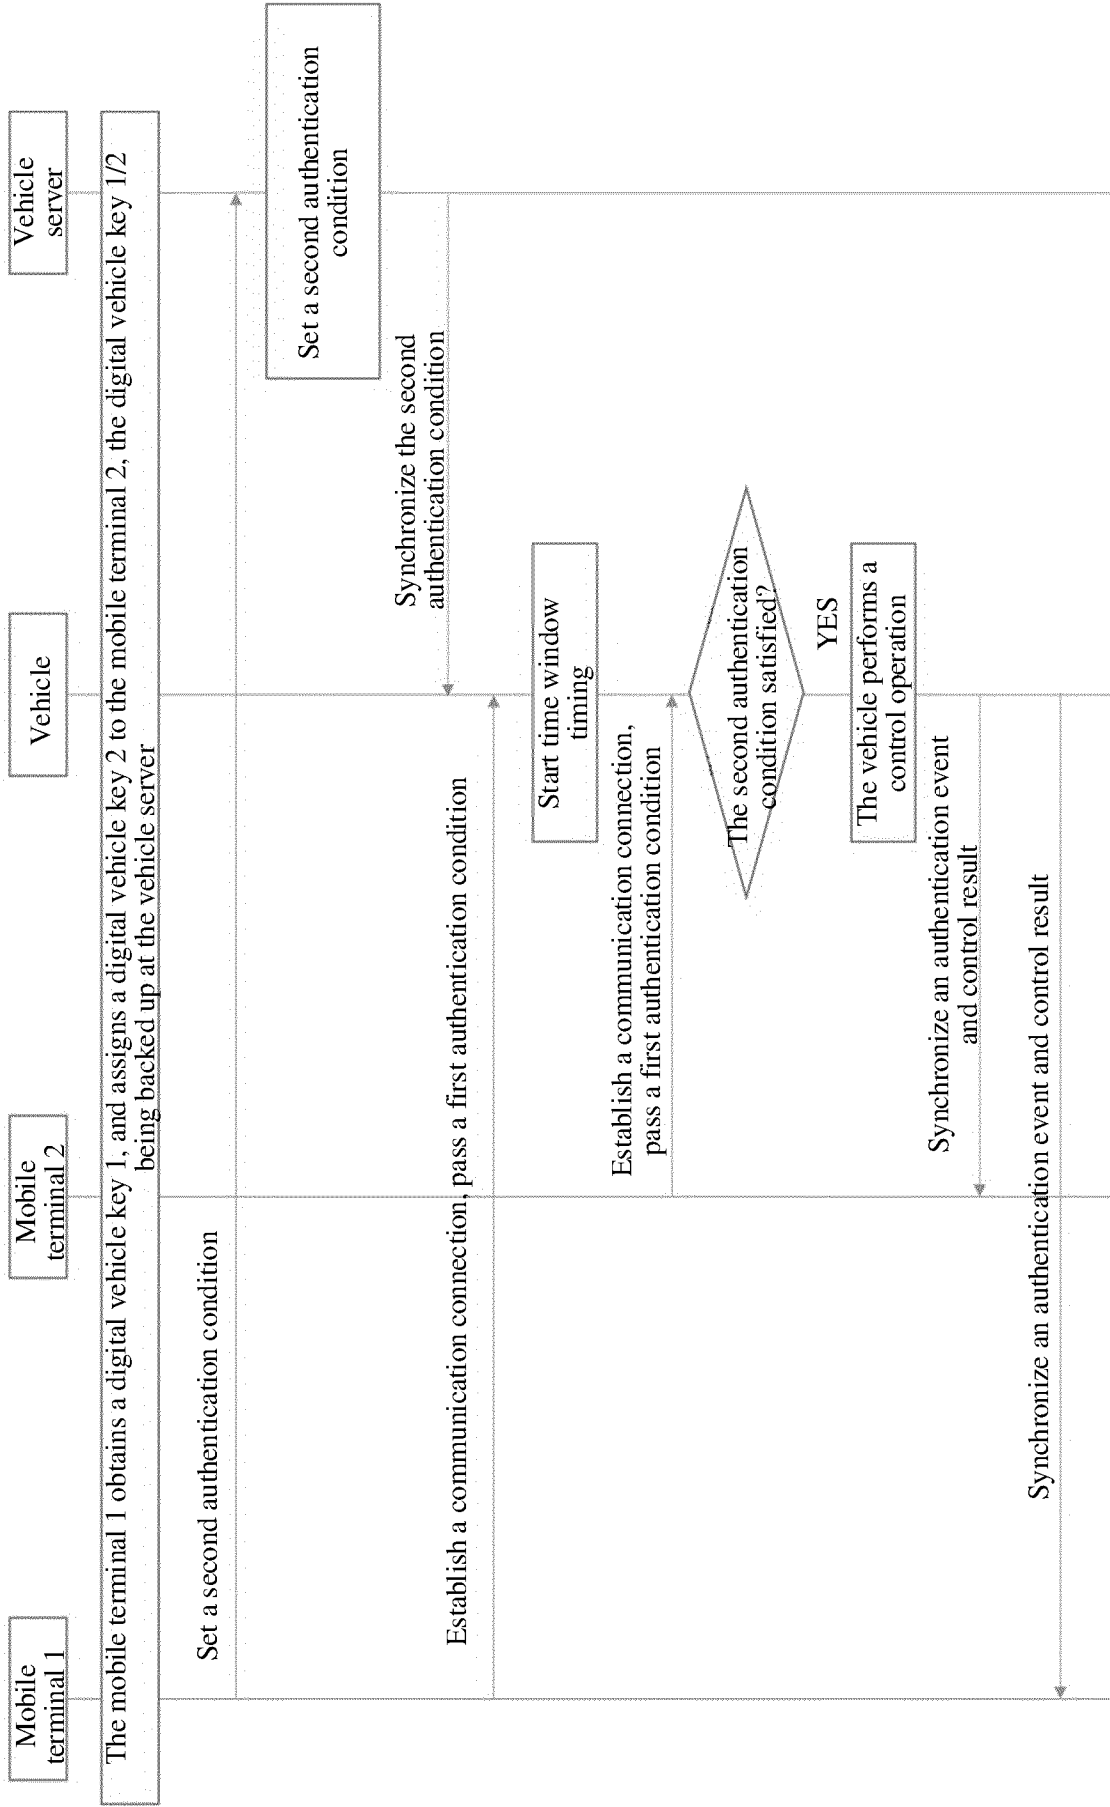 Mobile
terminal 1
Mobile
terminal 2
Vehicle
Vehicle
server
The mobile terminal 1 obtains a digital vehicle key 1, and assigns a digital vehicle key 2 to the mobile terminal 2, the digital vehicle key 1/2
being backed up at the vehicle server
Set a second authentication condition
Set a second authentication
condition
Synchronize the second
authentication condition
Establish a communication connection, pass a first authentication condition
Start time window
timing
Establish a communication connection,
pass a first authentication condition
The second authentication
condition satisfied?
YES
The vehicle performs a
control operation
Synchronize an authentication event
and control result
Synchronize an authentication event and control result